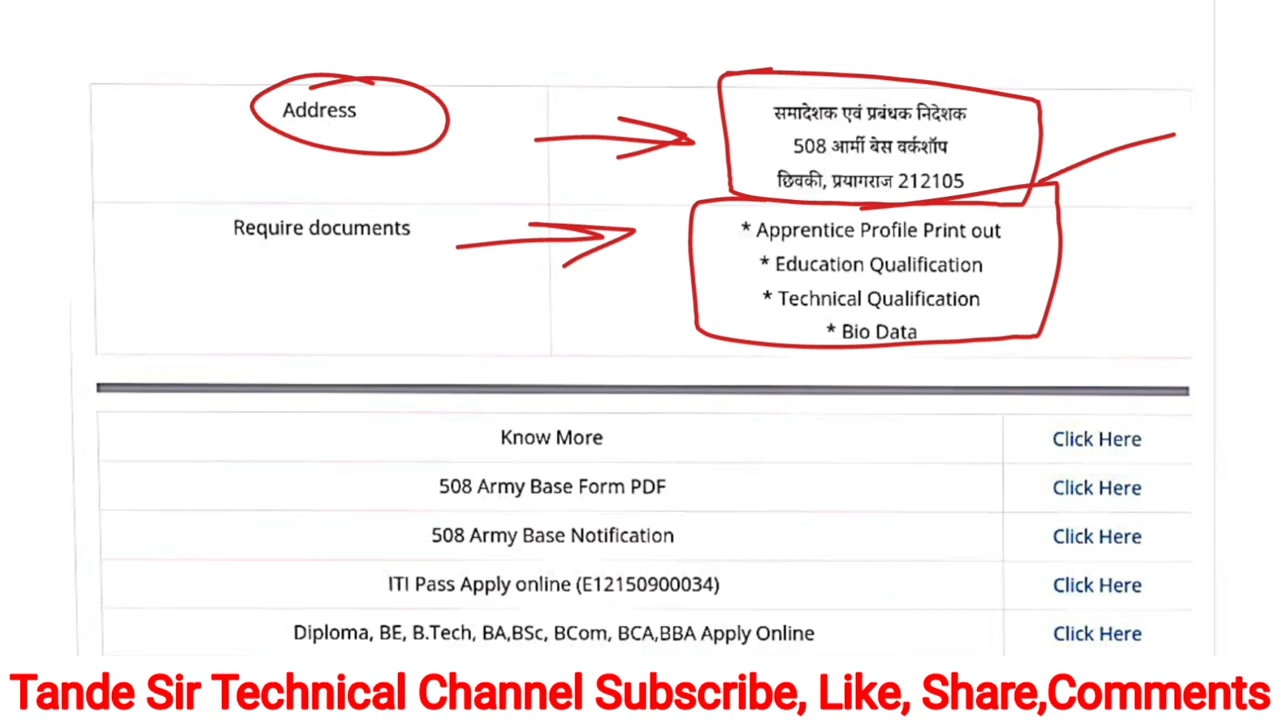 Address
समादेशक एवं प्रबंधक निदेशक
508 आर्मी बेस वर्कशॉप
छिवकी, प्रयागराज 212105
Require documents
* Apprentice Profile Print out
* Education Qualification
* Technical Qualification
* Bio Data
Know More Click Here
508 Army Base Form PDF Click Here
508 Army Base Notification Click Here
ITI Pass Apply online (E12150900034) Click Here
Diploma, BE, B.Tech, BA,BSc, BCom, BCA,BBA Apply Online Click Here
Tande Sir Technical Channel Subscribe, Like, Share,Comments